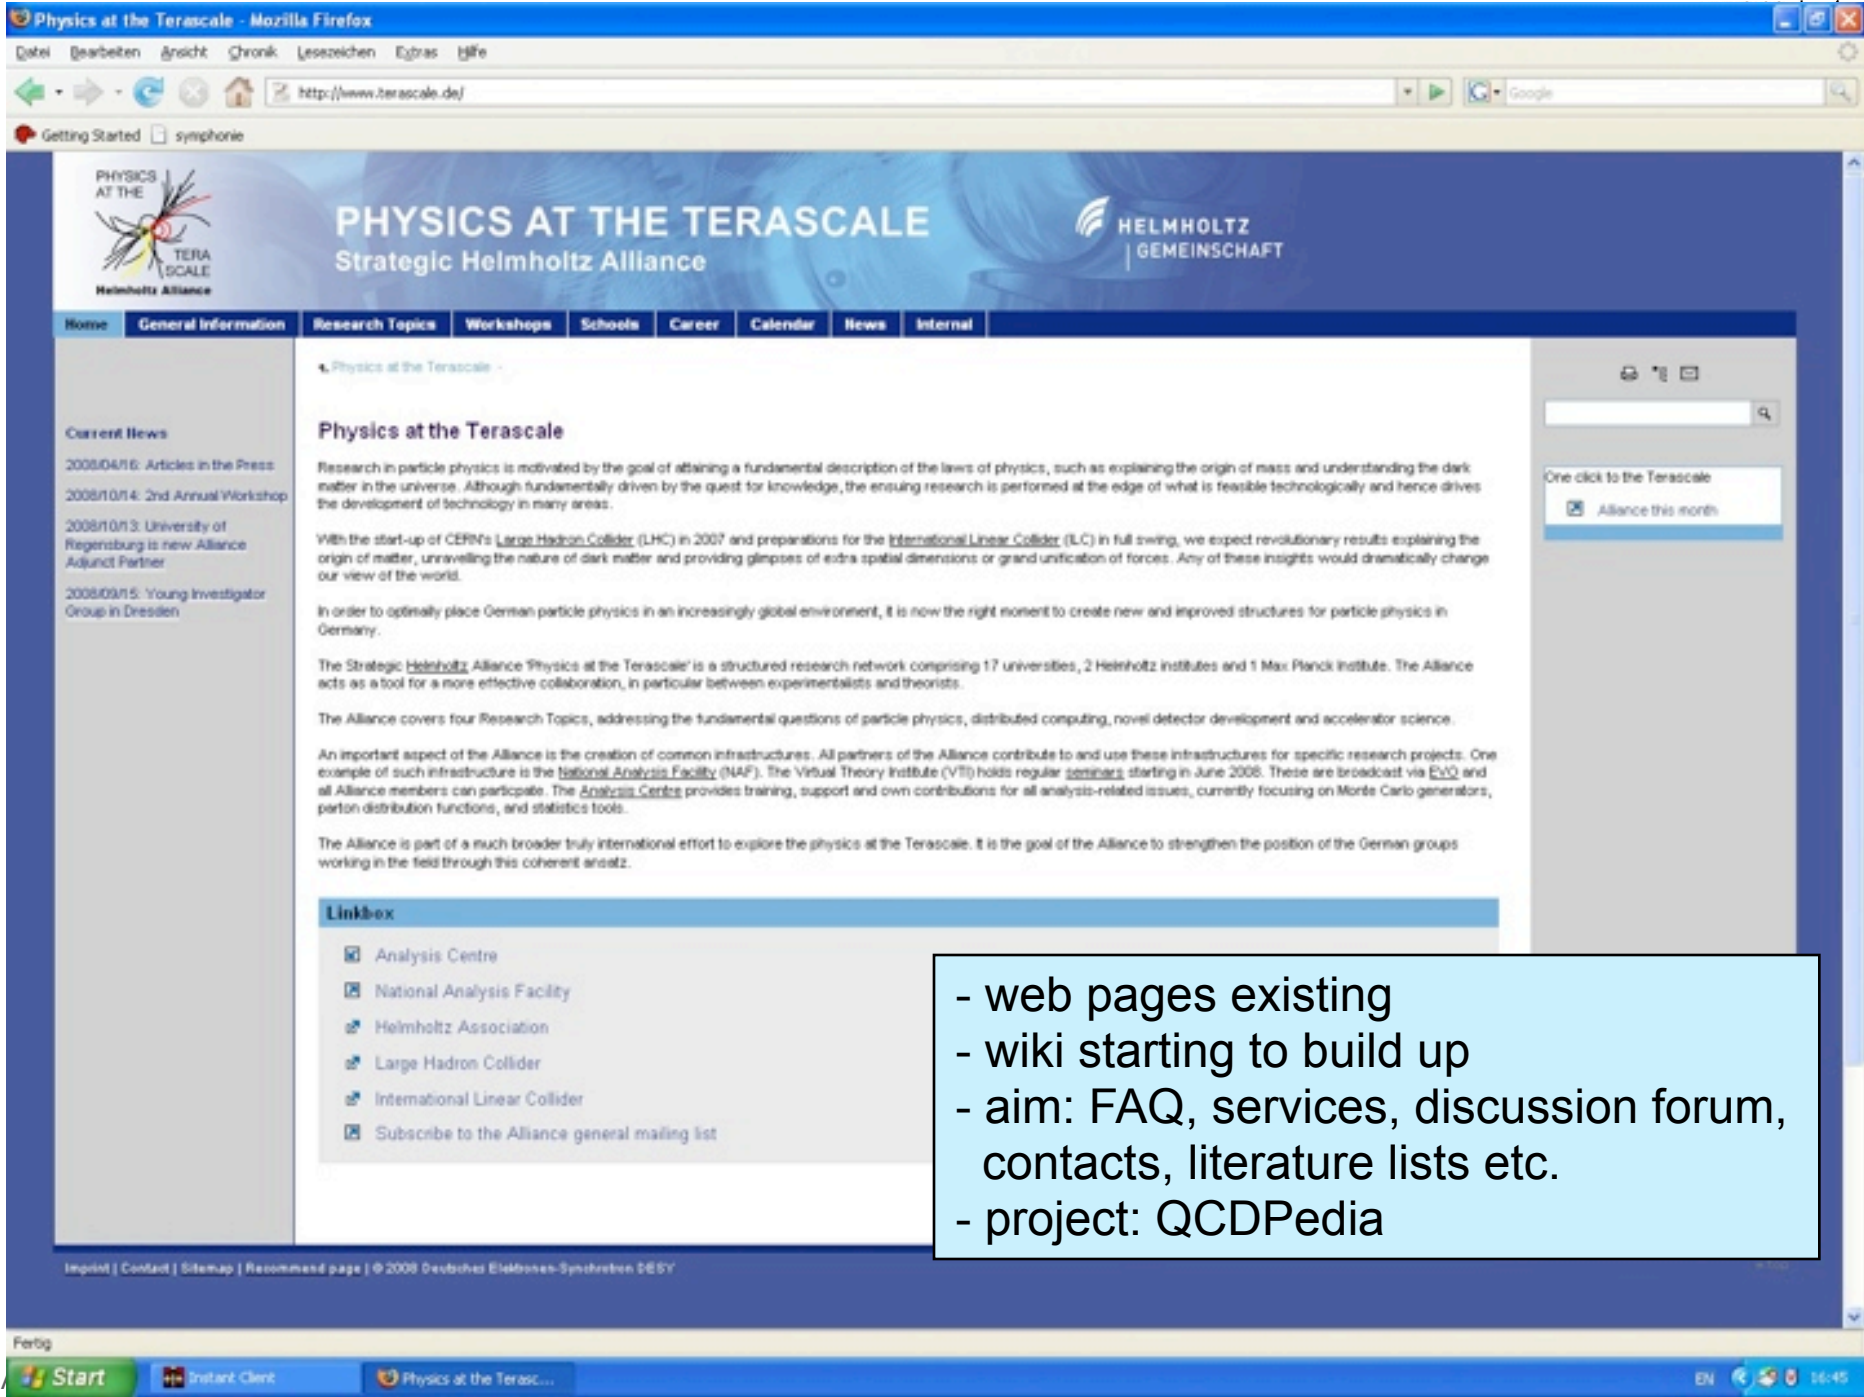 Physics at the Terascale - Mozilla Firefox
Datei Bearbeiten Ansicht Chronik Lesezeichen Extras Hilfe
http://www.terascale.de/
Google
Getting Started symphonie
PHYSICS
AT THE
TERA
SCALE
Helmholtz Alliance
PHYSICS AT THE TERASCALE
Strategic Helmholtz Alliance
HELMHOLTZ
| GEMEINSCHAFT
Home General Information Research Topics Workshops Schools Career Calendar News Internal
Physics at the Terascale -
Current News
2008/04/16: Articles in the Press
2008/10/14: 2nd Annual Workshop
2008/10/13: University of
Regensburg is new Alliance
Adjunct Partner
2008/09/15: Young Investigator
Group in Dresden
Physics at the Terascale
Research in particle physics is motivated by the goal of attaining a fundamental description of the laws of physics, such as explaining the origin of mass and understanding the dark
matter in the universe. Although fundamentally driven by the quest for knowledge, the ensuing research is performed at the edge of what is feasible technologically and hence drives
the development of technology in many areas.
With the start-up of CERN's Large Hadron Collider (LHC) in 2007 and preparations for the International Linear Collider (ILC) in full swing, we expect revolutionary results explaining the
origin of matter, unravelling the nature of dark matter and providing glimpses of extra spatial dimensions or grand unification of forces. Any of these insights would dramatically change
our view of the world.
In order to optimally place German particle physics in an increasingly global environment, it is now the right moment to create new and improved structures for particle physics in
Germany.
The Strategic Helmholtz Alliance 'Physics at the Terascale' is a structured research network comprising 17 universities, 2 Helmholtz institutes and 1 Max Planck institute. The Alliance
acts as a tool for a more effective collaboration, in particular between experimentalists and theorists.
The Alliance covers four Research Topics, addressing the fundamental questions of particle physics, distributed computing, novel detector development and accelerator science.
An important aspect of the Alliance is the creation of common infrastructures. All partners of the Alliance contribute to and use these infrastructures for specific research projects. One
example of such infrastructure is the National Analysis Facility (NAF). The Virtual Theory Institute (VTI) holds regular seminars starting in June 2008. These are broadcast via EVO and
all Alliance members can particpate. The Analysis Centre provides training, support and own contributions for all analysis-related issues, currently focusing on Monte Carlo generators,
parton distribution functions, and statistics tools.
The Alliance is part of a much broader truly international effort to explore the physics at the Terascale. It is the goal of the Alliance to strengthen the position of the German groups
working in the field through this coherent ansatz.
One click to the Terascale
Alliance this month
Linkbox
Analysis Centre
National Analysis Facility
Helmholtz Association
Large Hadron Collider
International Linear Collider
Subscribe to the Alliance general mailing list
- web pages existing
- wiki starting to build up
- aim: FAQ, services, discussion forum,
contacts, literature lists etc.
- project: QCDPedia
Imprint | Contact | Sitemap | Recommend page | © 2008 Deutsches Elektronen-Synchrotron DESY
Fertig
Start Instant Client Physics at the Terasc... EN 16:45